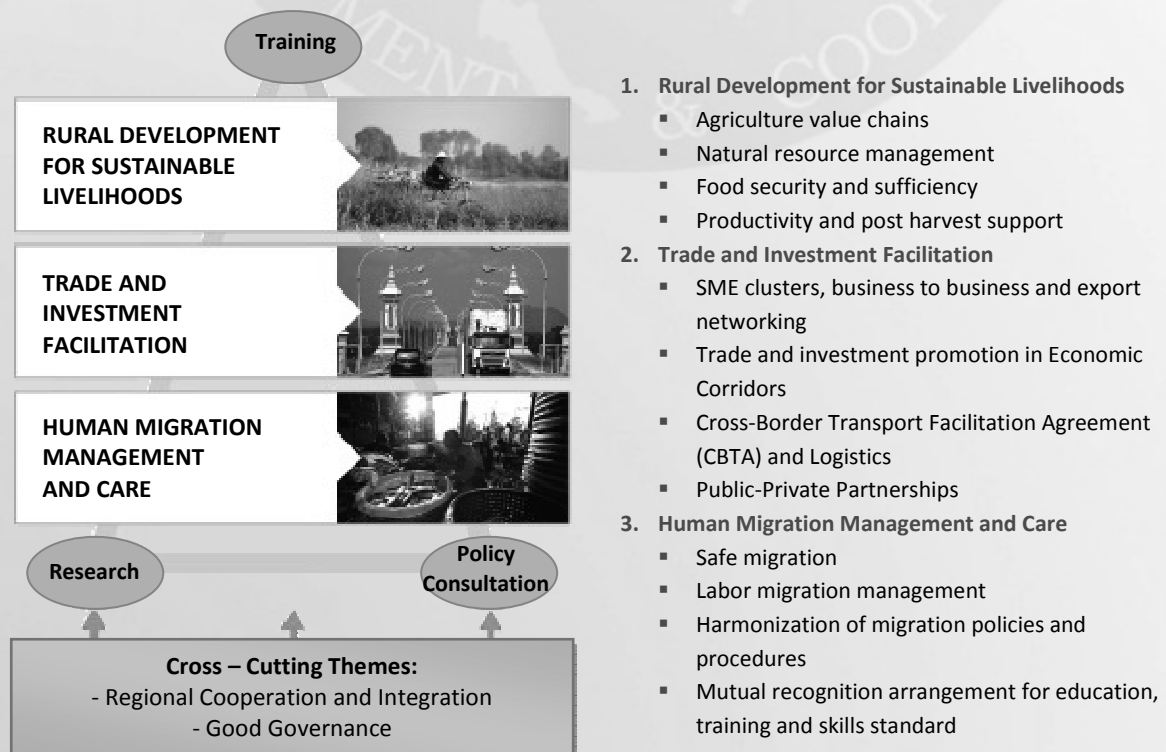 Training
RURAL DEVELOPMENT
FOR SUSTAINABLE
LIVELIHOODS
TRADE AND
INVESTMENT
FACILITATION
HUMAN MIGRATION
MANAGEMENT
AND CARE
Research
Policy
Consultation
Cross – Cutting Themes:
- Regional Cooperation and Integration
- Good Governance
1. Rural Development for Sustainable Livelihoods
▪ Agriculture value chains
▪ Natural resource management
▪ Food security and sufficiency
▪ Productivity and post harvest support
2. Trade and Investment Facilitation
▪ SME clusters, business to business and export
networking
▪ Trade and investment promotion in Economic
Corridors
▪ Cross-Border Transport Facilitation Agreement
(CBTA) and Logistics
▪ Public-Private Partnerships
3. Human Migration Management and Care
▪ Safe migration
▪ Labor migration management
▪ Harmonization of migration policies and
procedures
▪ Mutual recognition arrangement for education,
training and skills standard